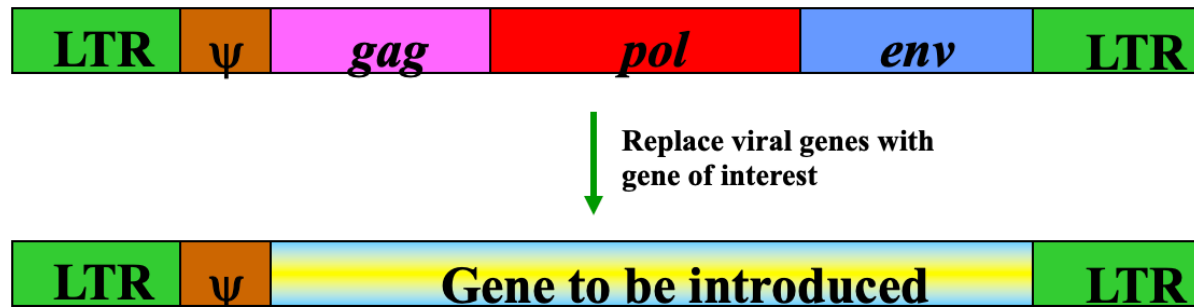 LTR ψ gag pol env LTR
Replace viral genes with
gene of interest
LTR ψ Gene to be introduced LTR